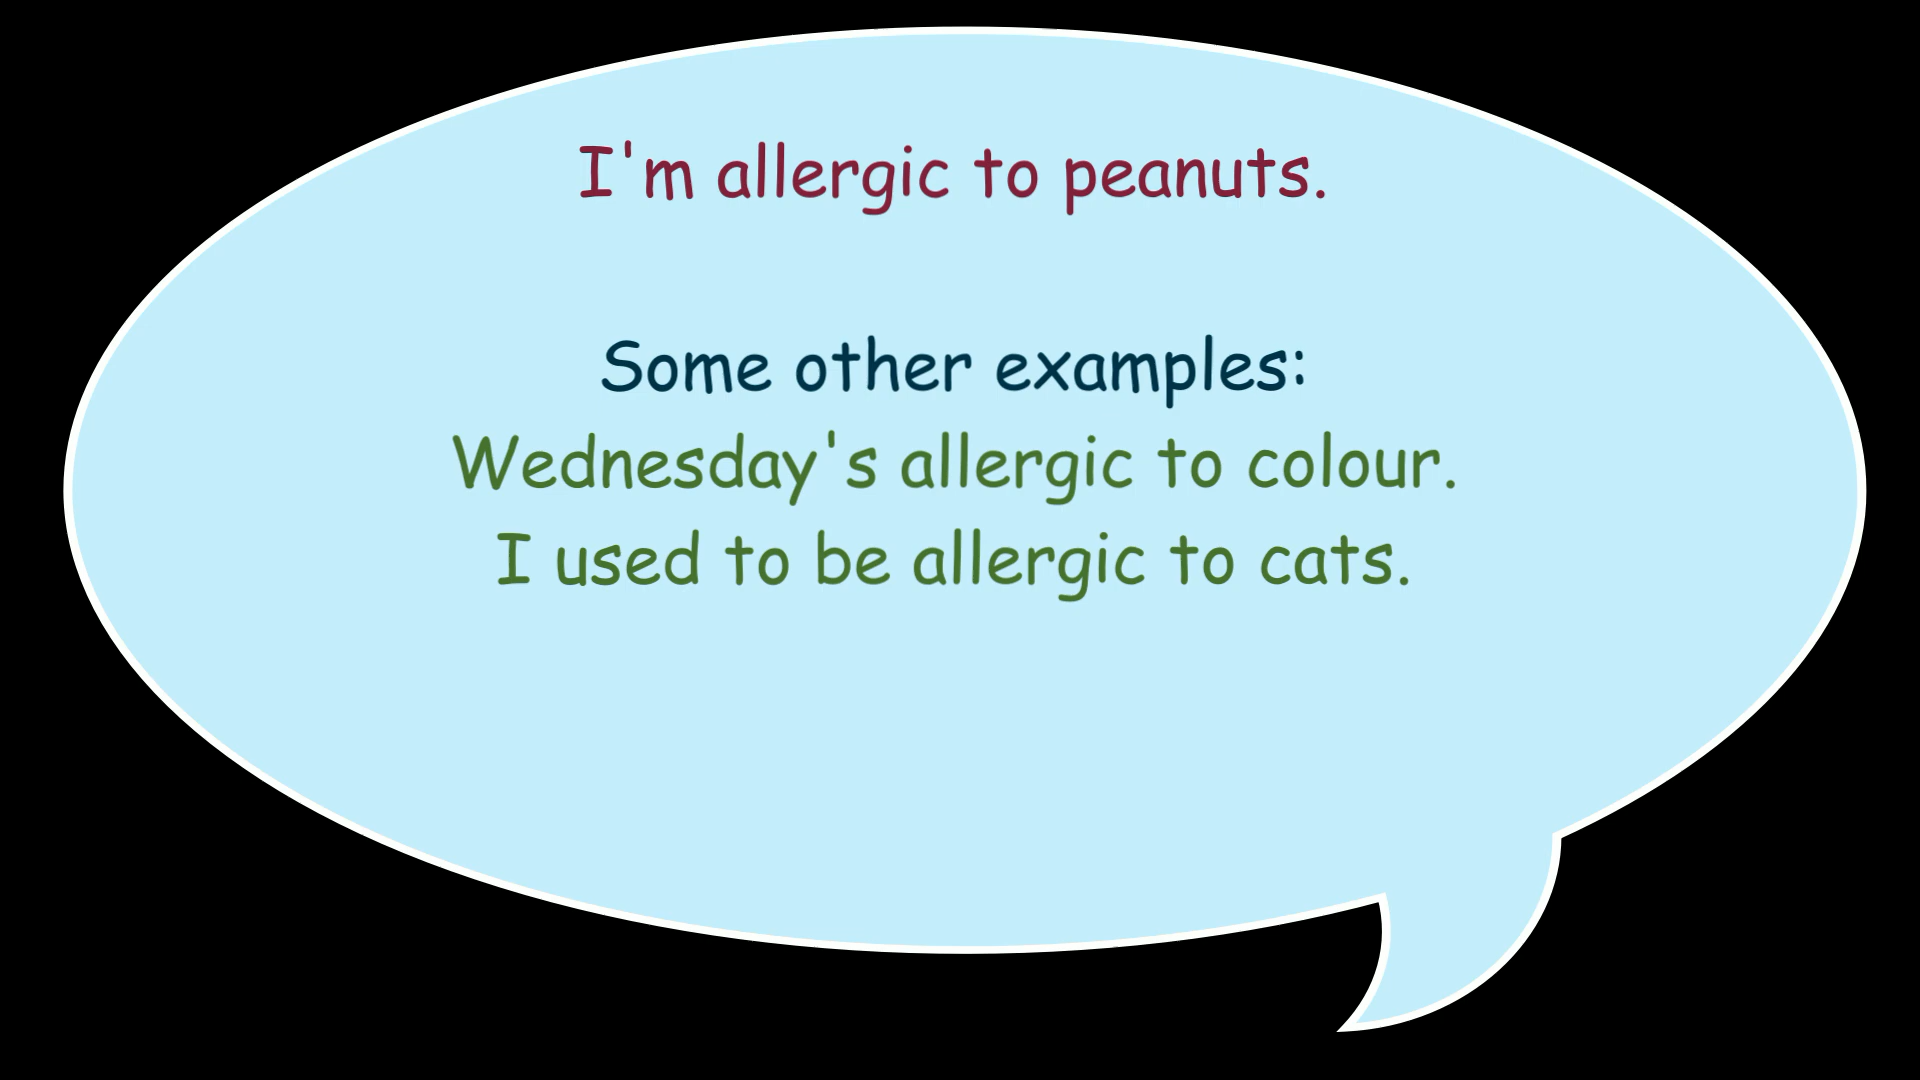 I'm allergic to peanuts.
Some other examples:
Wednesday's allergic to colour.
I used to be allergic to cats.